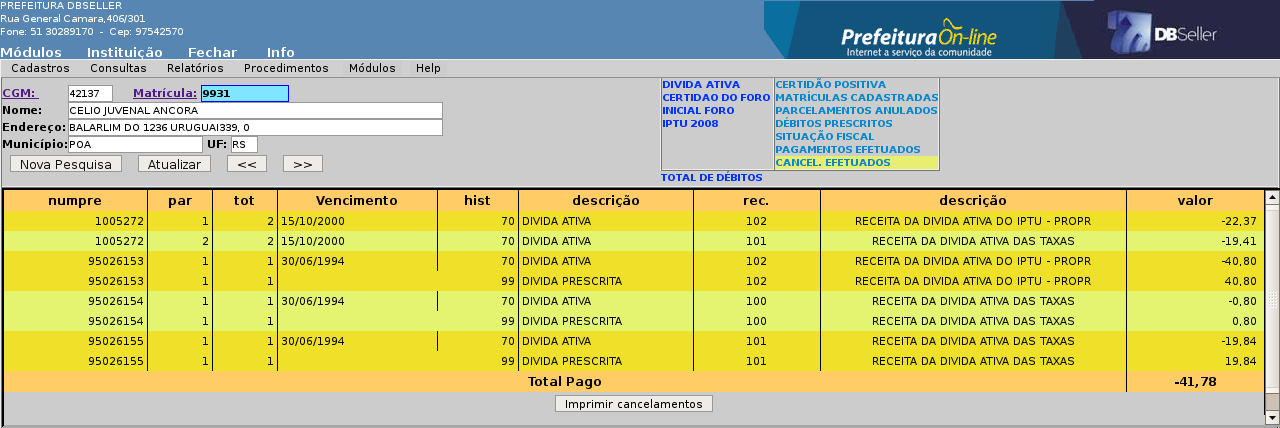 PREFEITURA DBSELLER
Rua General Camara,406/301
Fone: 51 30289170 - Cep: 97542570
PrefeituraOn-line
Internet a serviço da comunidade
DBSeller
Módulos Instituição Fechar Info
Cadastros Consultas Relatórios Procedimentos Módulos Help
CGM: 42137 Matrícula: 9931
Nome: CELIO JUVENAL ANCORA
Endereço: BALARLIM DO 1236 URUGUAI339, 0
Município: POA UF: RS
Nova Pesquisa Atualizar << >>
DIVIDA ATIVA
CERTIDAO DO FORO
INICIAL FORO
IPTU 2008
CERTIDÃO POSITIVA
MATRÍCULAS CADASTRADAS
PARCELAMENTOS ANULADOS
DÉBITOS PRESCRITOS
SITUAÇÃO FISCAL
PAGAMENTOS EFETUADOS
CANCEL. EFETUADOS
TOTAL DE DÉBITOS
numpre par tot Vencimento hist descrição rec. descrição valor
1005272 1 2 15/10/2000 70 DIVIDA ATIVA 102 RECEITA DA DIVIDA ATIVA DO IPTU - PROPR -22,37
1005272 2 2 15/10/2000 70 DIVIDA ATIVA 101 RECEITA DA DIVIDA ATIVA DAS TAXAS -19,41
95026153 1 1 30/06/1994 70 DIVIDA ATIVA 102 RECEITA DA DIVIDA ATIVA DO IPTU - PROPR -40,80
95026153 1 1 99 DIVIDA PRESCRITA 102 RECEITA DA DIVIDA ATIVA DO IPTU - PROPR 40,80
95026154 1 1 30/06/1994 70 DIVIDA ATIVA 100 RECEITA DA DIVIDA ATIVA DAS TAXAS -0,80
95026154 1 1 99 DIVIDA PRESCRITA 100 RECEITA DA DIVIDA ATIVA DAS TAXAS 0,80
95026155 1 1 30/06/1994 70 DIVIDA ATIVA 101 RECEITA DA DIVIDA ATIVA DAS TAXAS -19,84
95026155 1 1 99 DIVIDA PRESCRITA 101 RECEITA DA DIVIDA ATIVA DAS TAXAS 19,84
Total Pago -41,78
Imprimir cancelamentos